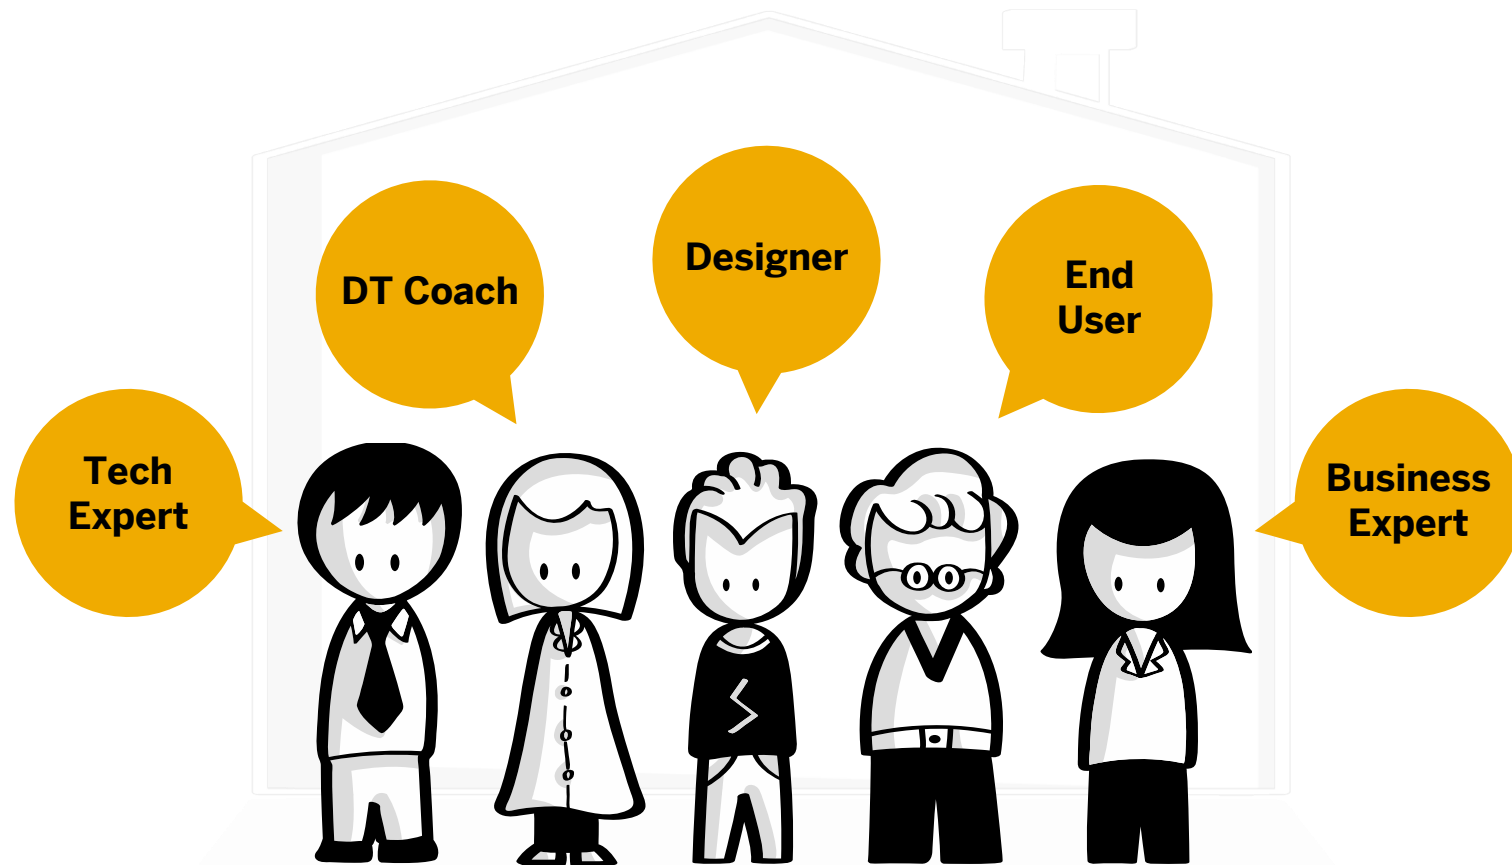 Tech
Expert
DT Coach
Designer
End
User
Business
Expert